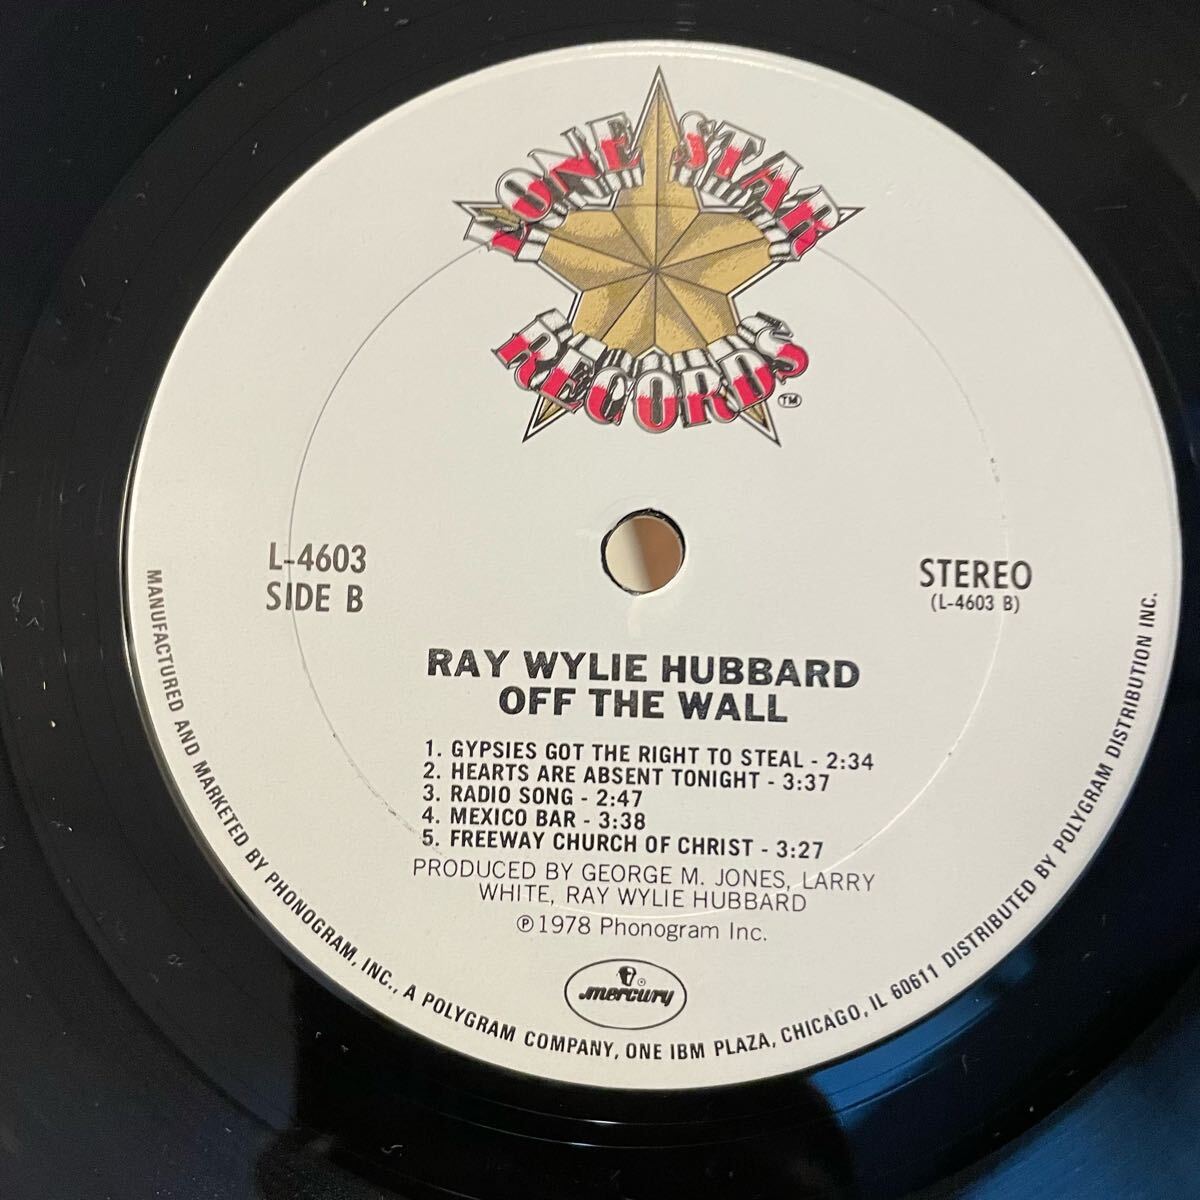 LONE STAR
RECORDS
TM
L-4603
SIDE B
STEREO
(L-4603 B)
RAY WYLIE HUBBARD
OFF THE WALL
1. GYPSIES GOT THE RIGHT TO STEAL - 2:34
2. HEARTS ARE ABSENT TONIGHT - 3:37
3. RADIO SONG - 2:47
4. MEXICO BAR - 3:38
5. FREEWAY CHURCH OF CHRIST - 3:27
PRODUCED BY GEORGE M. JONES, LARRY
WHITE, RAY WYLIE HUBBARD
℗1978 Phonogram Inc.
mercury
MANUFACTURED AND MARKETED BY PHONOGRAM, INC., A POLYGRAM COMPANY, ONE IBM PLAZA, CHICAGO, IL 60611 DISTRIBUTED BY POLYGRAM DISTRIBUTION INC.